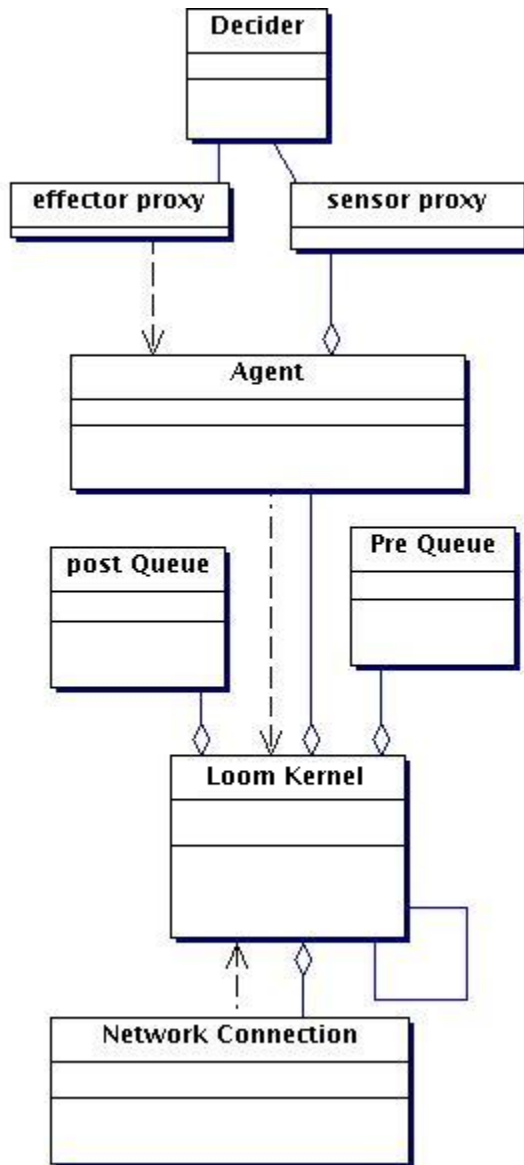 Decider
effector proxy
sensor proxy
Agent
post Queue
Pre Queue
Loom Kernel
Network Connection